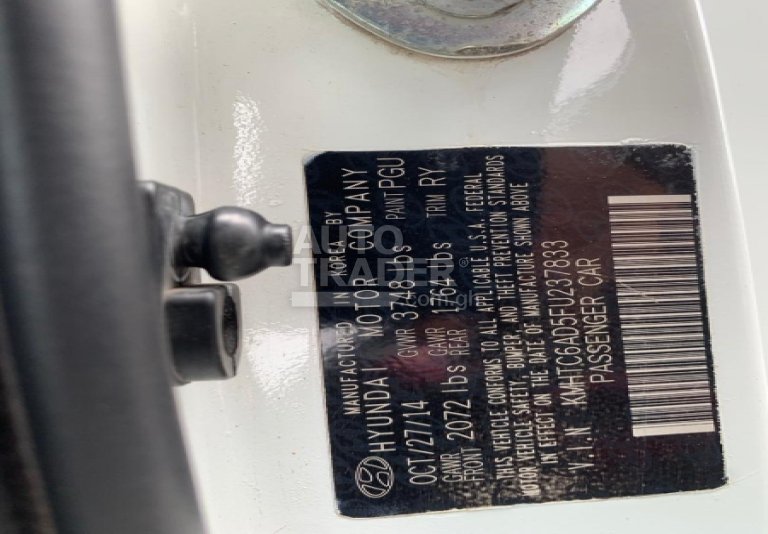 MANUFACTURED IN KOREA BY
HYUNDAI MOTOR COMPANY
OCT/27/14 GVWR lbs PAINT PGU
GAWR FRONT 2072 lbs GAWR REAR lbs TRIM RY
THIS VEHICLE CONFORMS TO ALL APPLICABLE U.S.A. FEDERAL
MOTOR VEHICLE SAFETY, BUMPER, AND THEFT PREVENTION STANDARDS
IN EFFECT ON THE DATE OF MANUFACTURE SHOWN ABOVE
V.I.N KMHTC6AD5FU237833
PASSENGER CAR
AUTO
TRADER
.com.gh